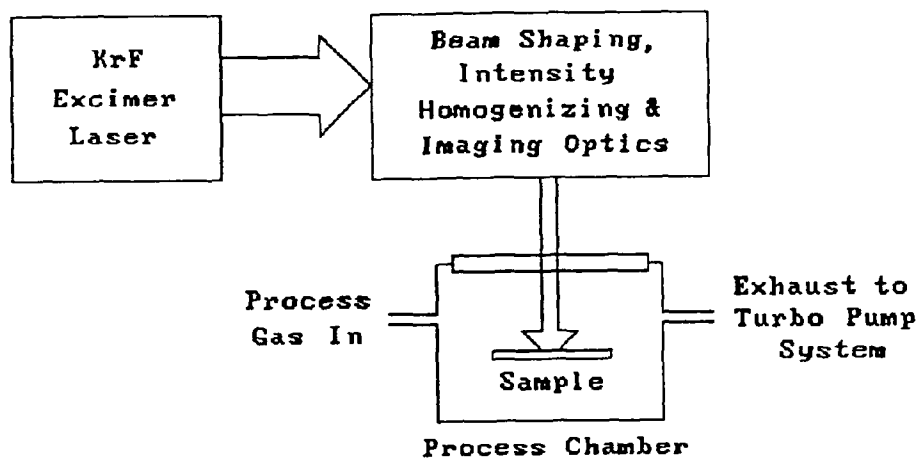 KrF
Excimer
Laser
Beam Shaping,
Intensity
Homogenizing &
Imaging Optics
Process
Gas In
Exhaust to
Turbo Pump
System
Sample
Process Chamber